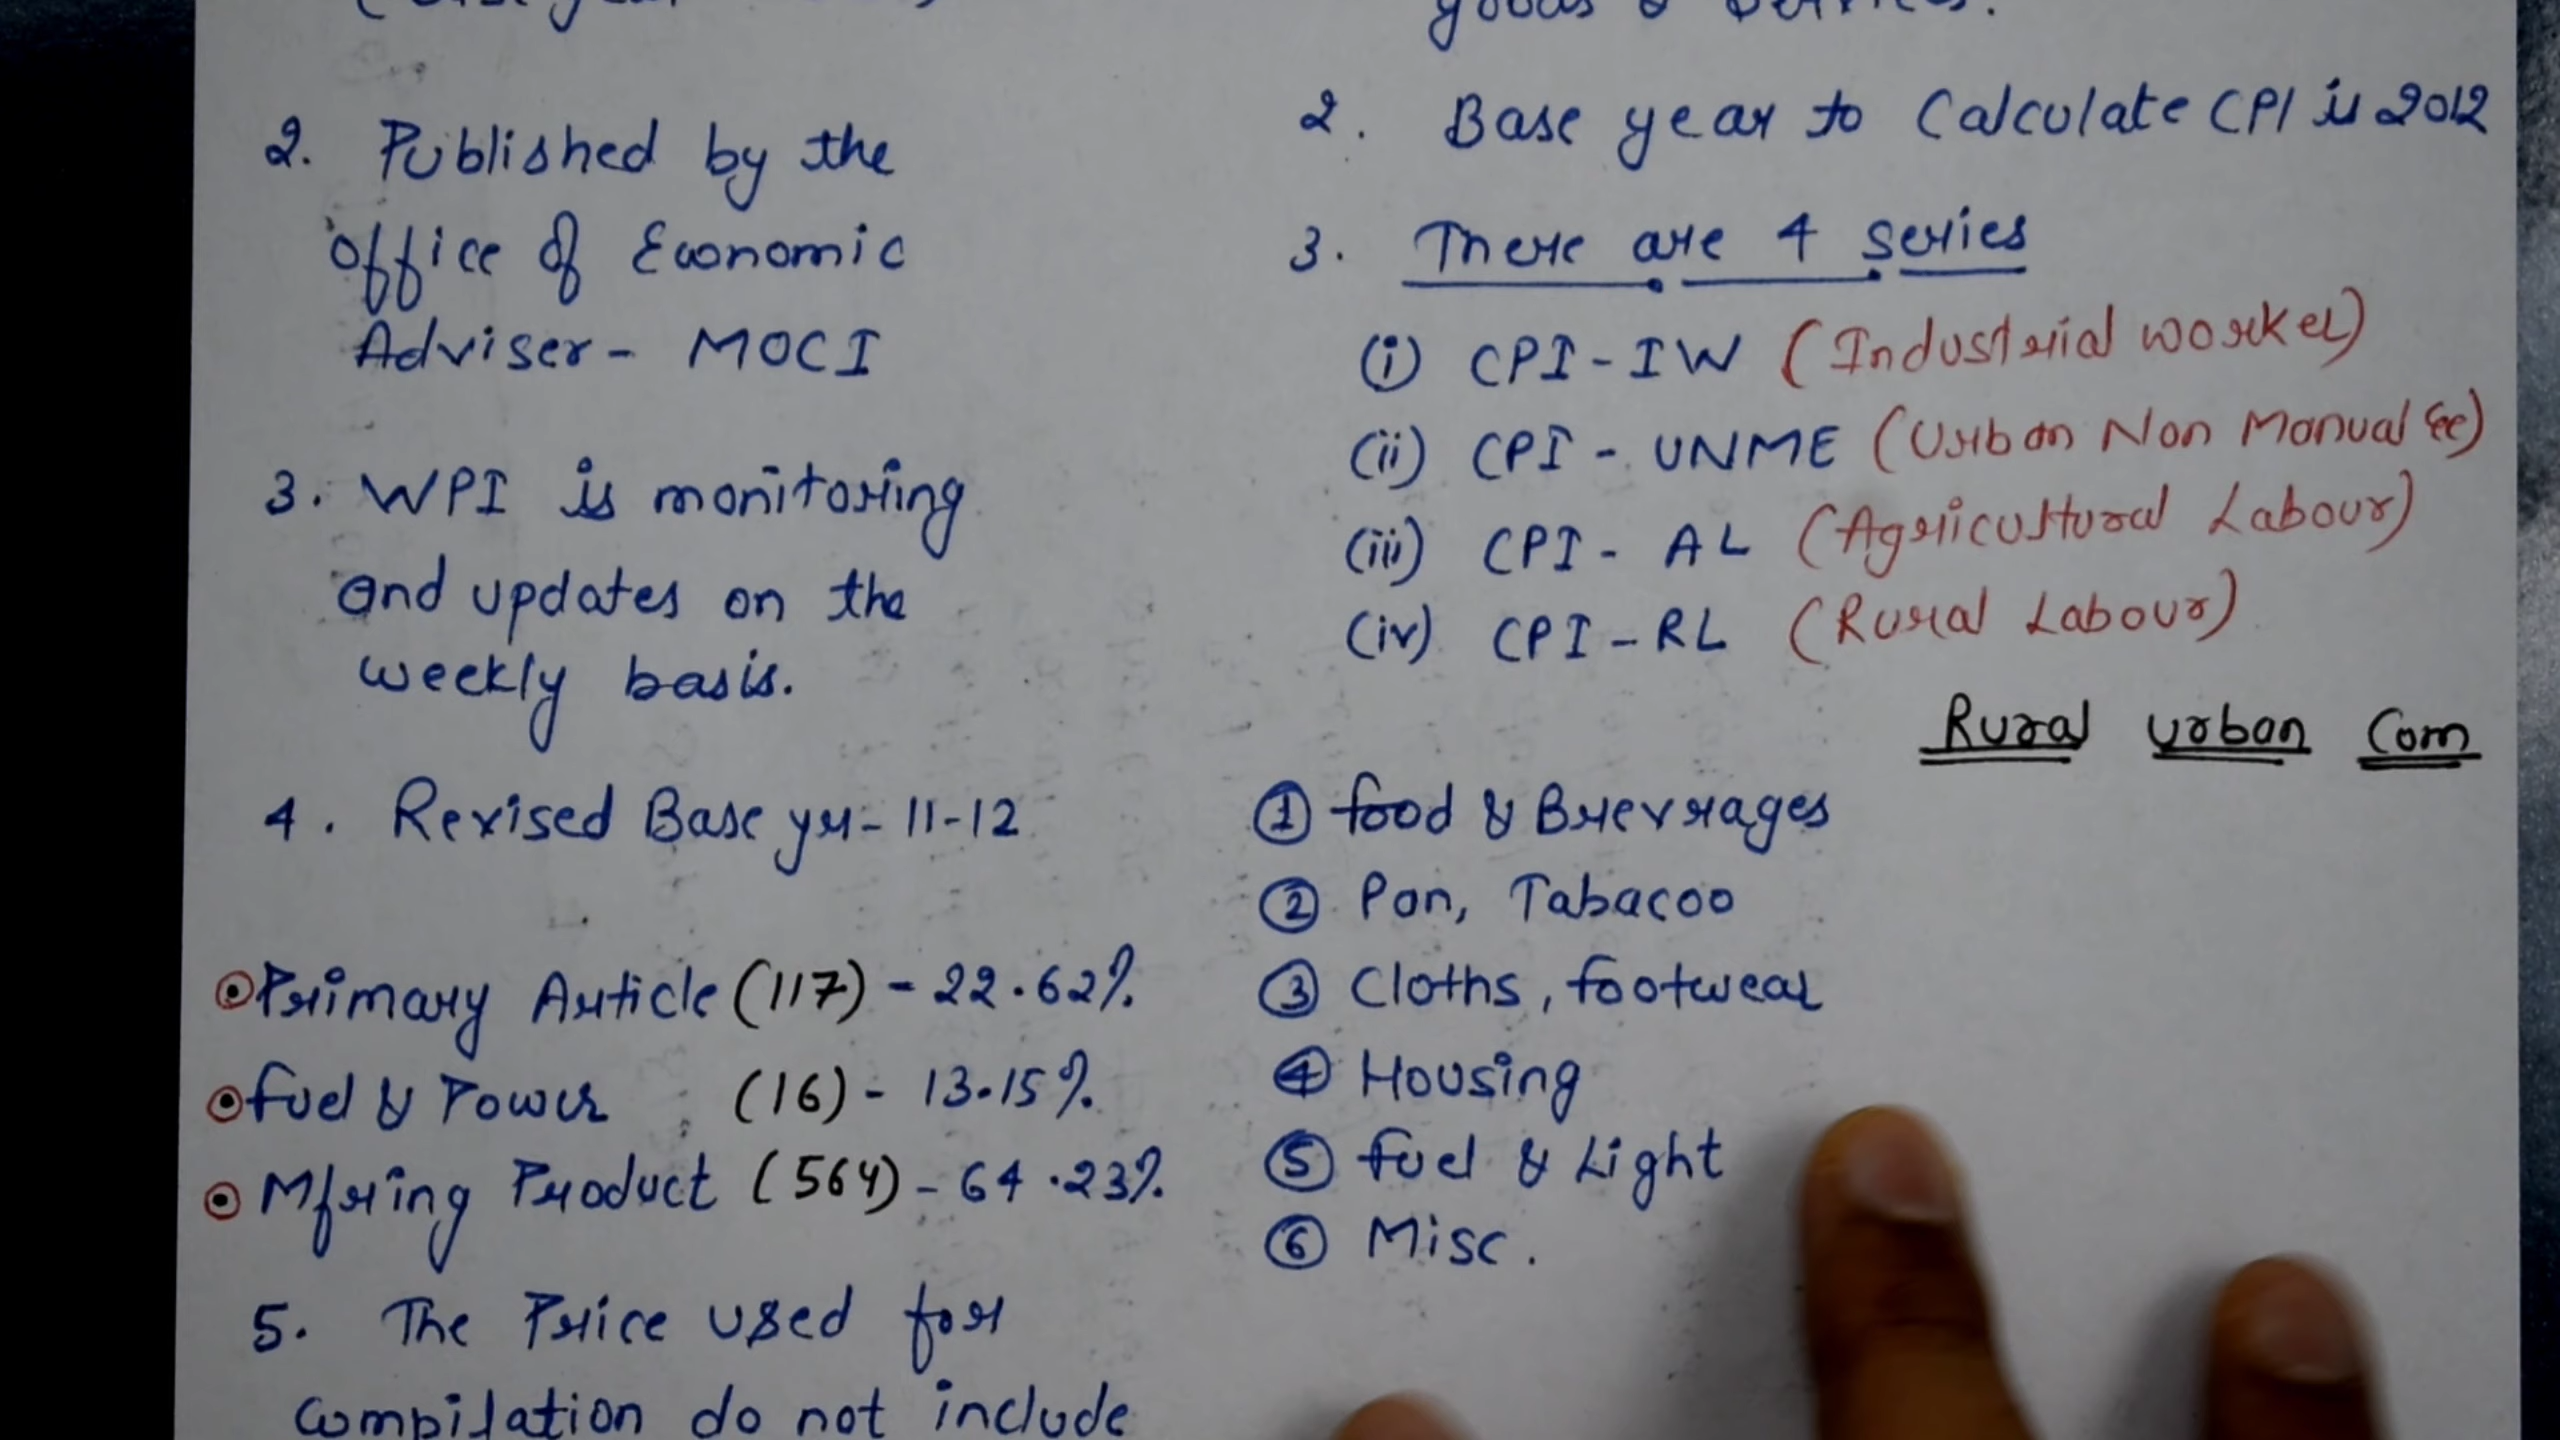 2. Published by the
office of Economic
Adviser - MOCI
3. WPI is monitoring
and updates on the
weekly basis.
4. Revised Base yr - 11-12
Primary Article (117) - 22.62%
Fuel & Power (16) - 13.15%
Mfring Product (564) - 64.23%
5. The Price used for
compilation do not include
goods & Services.
2. Base year to Calculate CPI is 2012
3. There are 4 series
(i) CPI-IW (Industrial worker)
(ii) CPI - UNME (Urban Non Manual Ee)
(iii) CPI - AL (Agricultural Labour)
(iv) CPI - RL (Rural Labour)
Rural Urban Com
① food & Breverages
② Pan, Tabacoo
③ Cloths, footwear
④ Housing
⑤ fuel & Light
⑥ Misc.